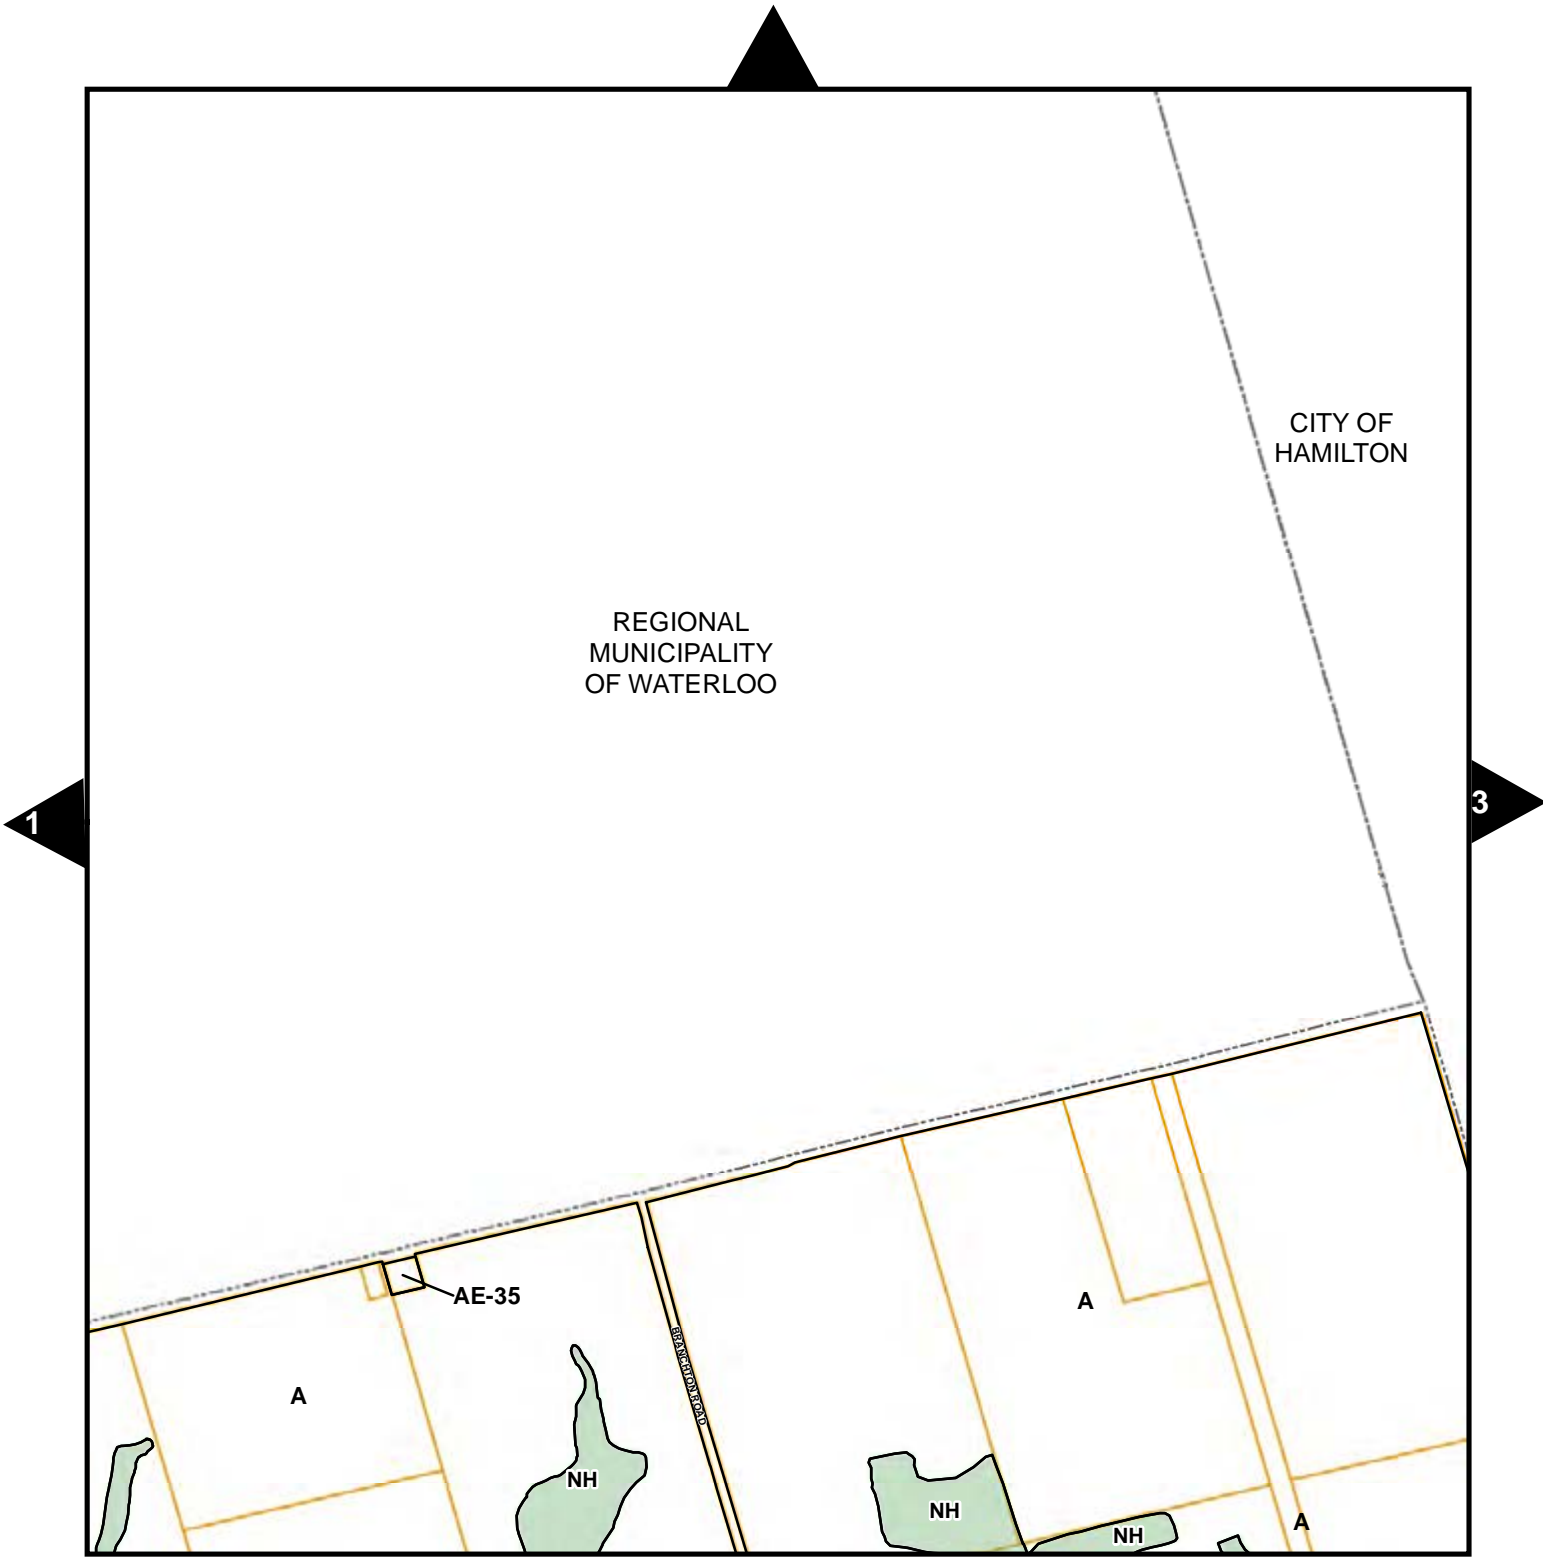 CITY OF
HAMILTON
REGIONAL
MUNICIPALITY
OF WATERLOO
1
3
AE-35
A
BRANCHTON ROAD
A
NH
NH
NH
A